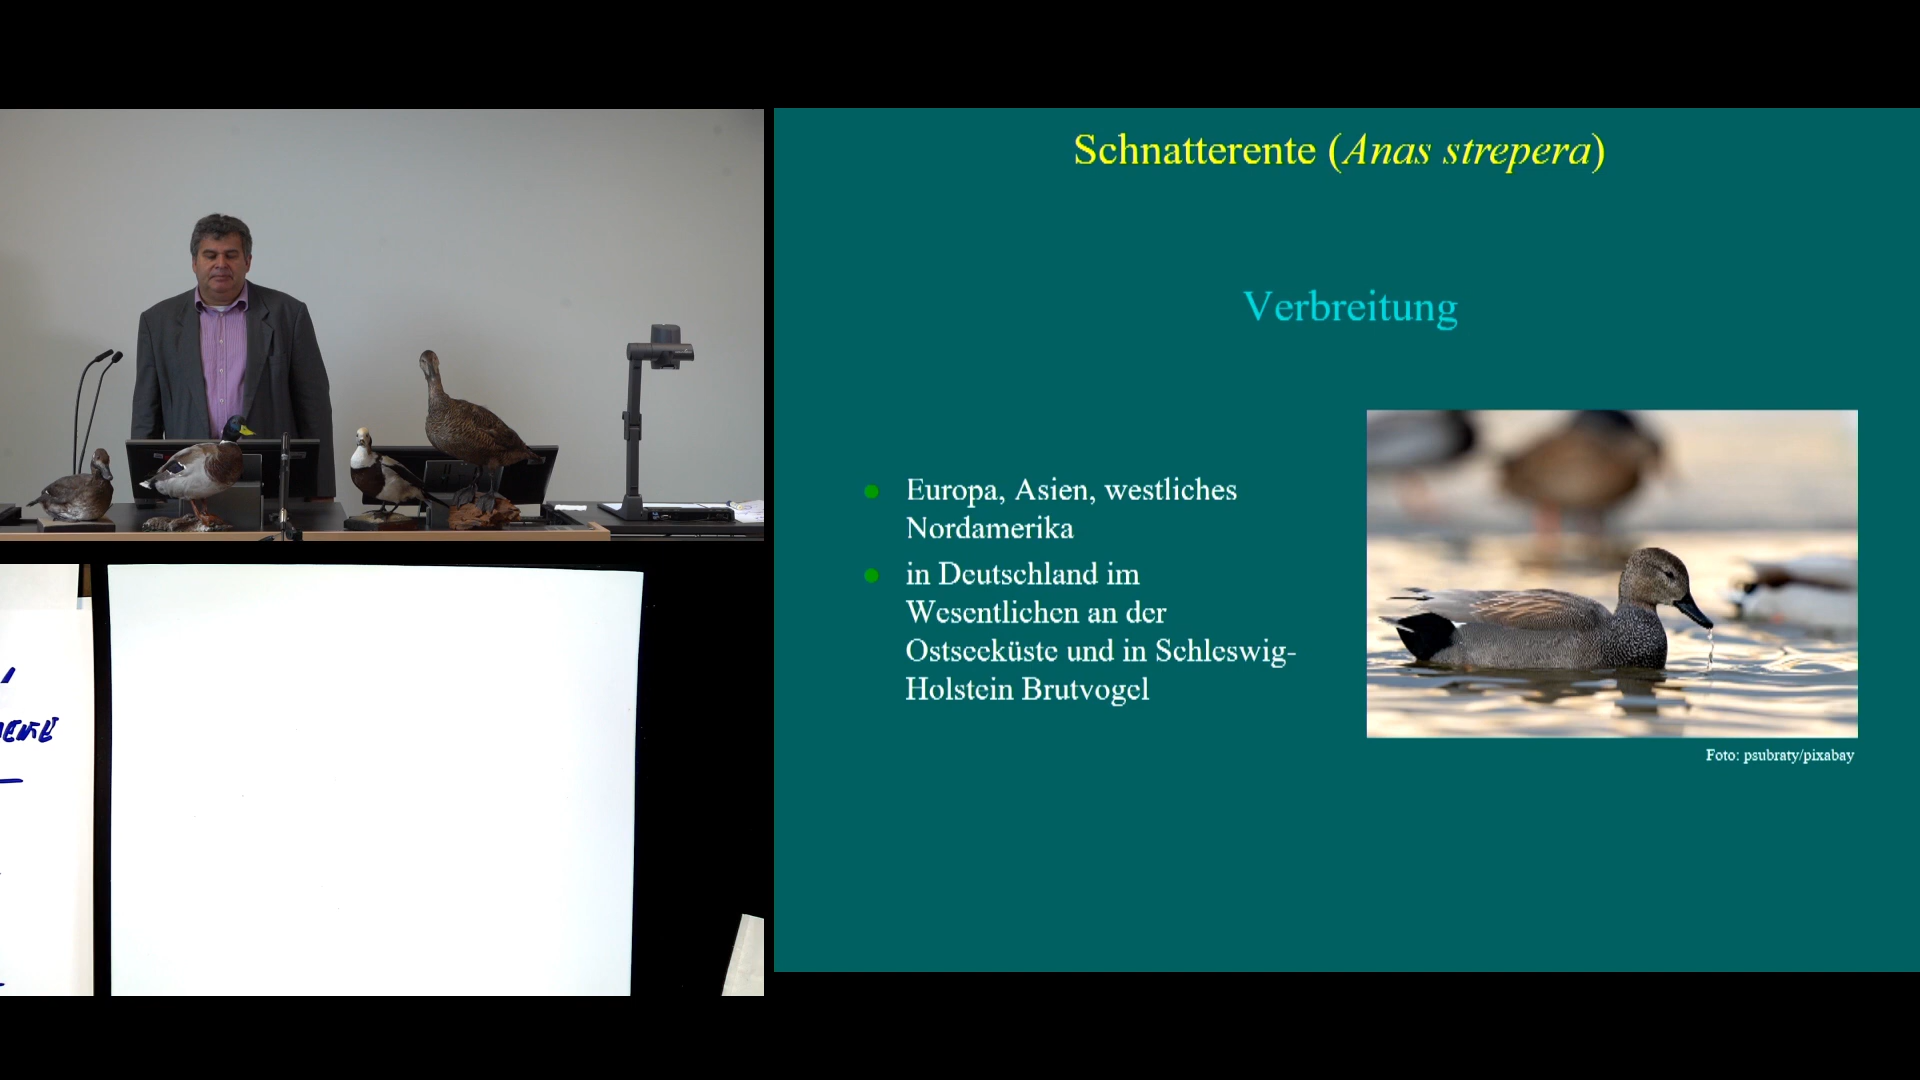 Schnatterente (Anas strepera)
Verbreitung
Europa, Asien, westliches
Nordamerika
in Deutschland im
Wesentlichen an der
Ostseeküste und in Schleswig-
Holstein Brutvogel
Foto: psubraty/pixabay